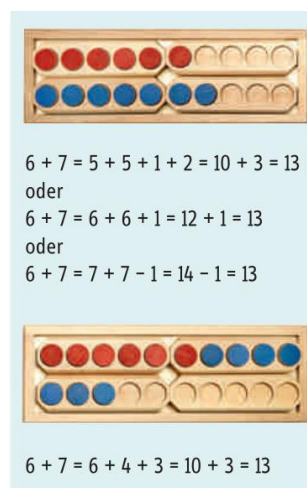 6 + 7 = 5 + 5 + 1 + 2 = 10 + 3 = 13
oder
6 + 7 = 6 + 6 + 1 = 12 + 1 = 13
oder
6 + 7 = 7 + 7 − 1 = 14 − 1 = 13
6 + 7 = 6 + 4 + 3 = 10 + 3 = 13